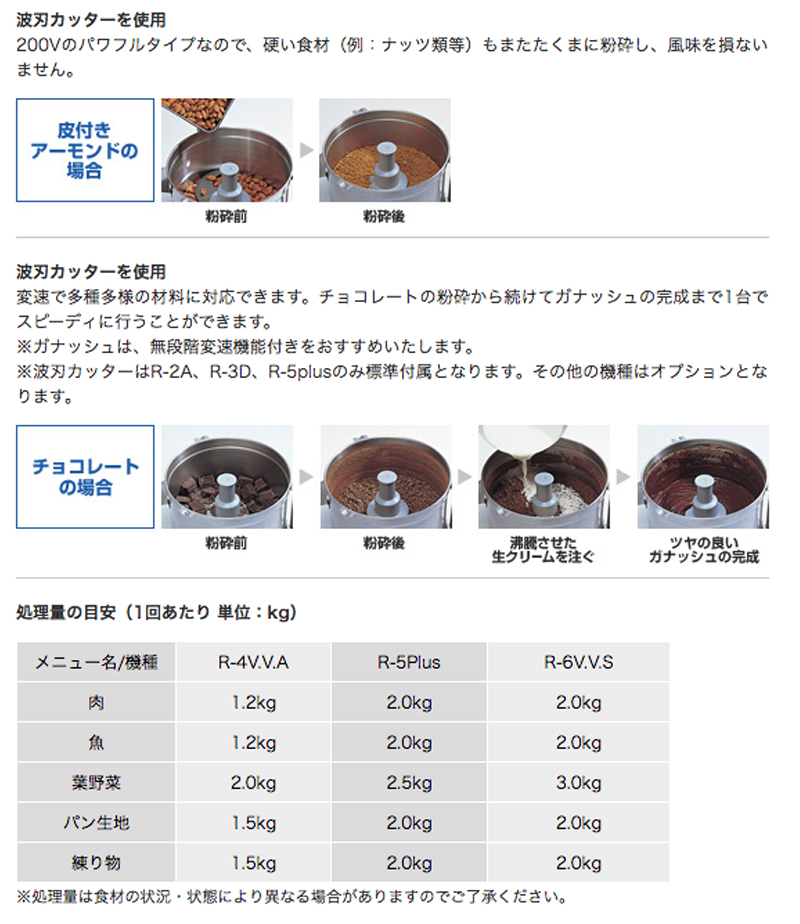 波刃カッターを使用
200Vのパワフルタイプなので、硬い食材（例：ナッツ類等）もまたたくまに粉砕し、風味を損ない
ません。
皮付き
アーモンドの
場合
粉砕前
粉砕後
波刃カッターを使用
変速で多種多様の材料に対応できます。チョコレートの粉砕から続けてガナッシュの完成まで1台で
スピーディに行うことができます。
※ガナッシュは、無段階変速機能付きをおすすめいたします。
※波刃カッターはR-2A、R-3D、R-5plusのみ標準付属となります。その他の機種はオプションとな
ります。
チョコレート
の場合
粉砕前
粉砕後
沸騰させた
生クリームを注ぐ
ツヤの良い
ガナッシュの完成
処理量の目安（1回あたり 単位：kg）
メニュー名/機種 R-4V.V.A R-5Plus R-6V.V.S
肉 1.2kg 2.0kg 2.0kg
魚 1.2kg 2.0kg 2.0kg
葉野菜 2.0kg 2.5kg 3.0kg
パン生地 1.5kg 2.0kg 2.0kg
練り物 1.5kg 2.0kg 2.0kg
※処理量は食材の状況・状態により異なる場合がありますのでご了承ください。